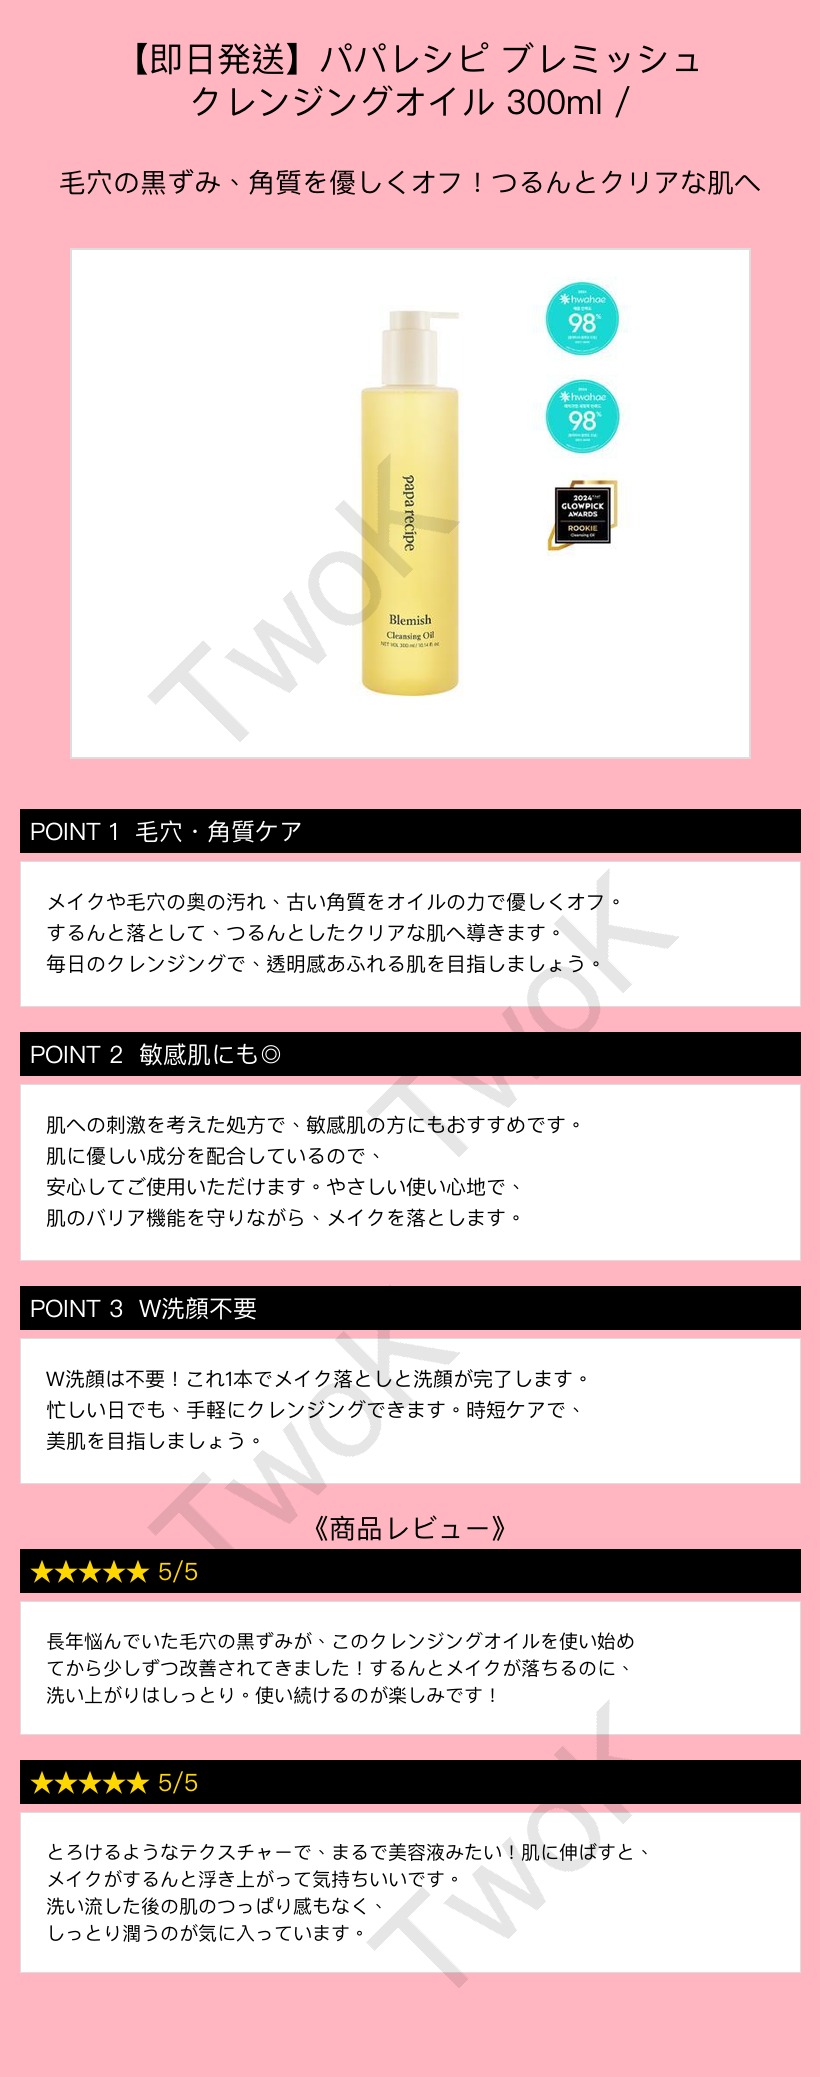 【即日発送】パパレシピ ブレミッシュ
クレンジングオイル 300ml /
毛穴の黒ずみ、角質を優しくオフ！つるんとクリアな肌へ
hwahae
98%
hwahae
98%
2024
GLOWPICK
AWARDS
ROOKIE
Cleansing Oil
papa recipe
Blemish
Cleansing Oil
NET VOL 300 ml / 10.14 fl. oz.
TwoK
POINT 1 毛穴・角質ケア
メイクや毛穴の奥の汚れ、古い角質をオイルの力で優しくオフ。
するんと落として、つるんとしたクリアな肌へ導きます。
毎日のクレンジングで、透明感あふれる肌を目指しましょう。
TwoK
POINT 2 敏感肌にも◎
肌への刺激を考えた処方で、敏感肌の方にもおすすめです。
肌に優しい成分を配合しているので、
安心してご使用いただけます。やさしい使い心地で、
肌のバリア機能を守りながら、メイクを落とします。
POINT 3 W洗顔不要
W洗顔は不要！これ1本でメイク落としと洗顔が完了します。
忙しい日でも、手軽にクレンジングできます。時短ケアで、
美肌を目指しましょう。
TwoK
《商品レビュー》
★★★★★ 5/5
長年悩んでいた毛穴の黒ずみが、このクレンジングオイルを使い始め
てから少しずつ改善されてきました！するんとメイクが落ちるのに、
洗い上がりはしっとり。使い続けるのが楽しみです！
★★★★★ 5/5
とろけるようなテクスチャーで、まるで美容液みたい！肌に伸ばすと、
メイクがするんと浮き上がって気持ちいいです。
洗い流した後の肌のつっぱり感もなく、
しっとり潤うのが気に入っています。
TwoK